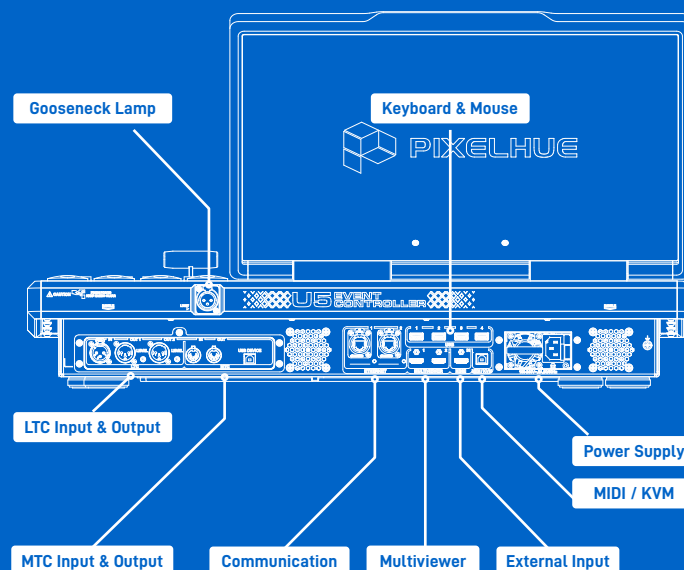 Gooseneck Lamp
Keyboard & Mouse
PIXELHUE
U5 EVENT CONTROLLER
LTC Input & Output
Power Supply
MIDI / KVM
MTC Input & Output
Communication
Multiviewer
External Input